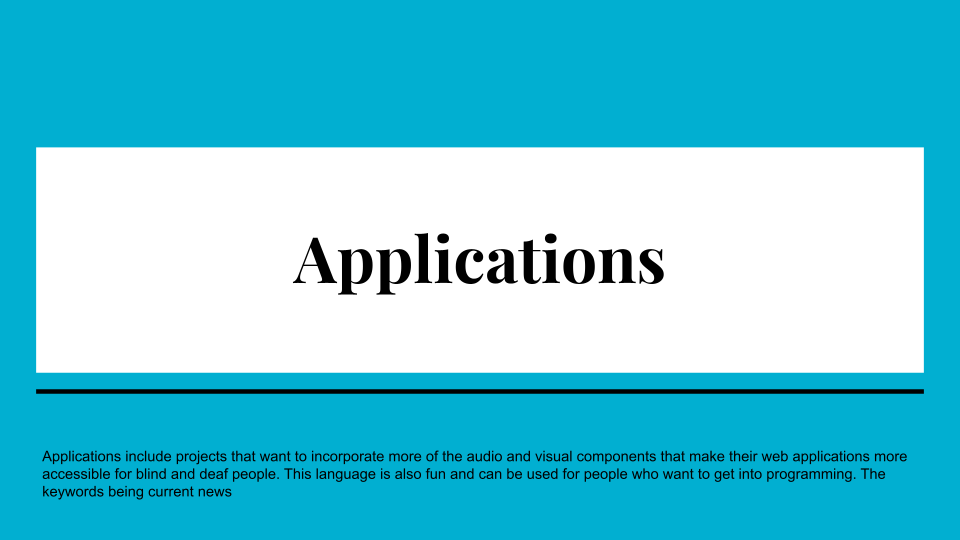 Applications
Applications include projects that want to incorporate more of the audio and visual components that make their web applications more
accessible for blind and deaf people. This language is also fun and can be used for people who want to get into programming. The
keywords being current news